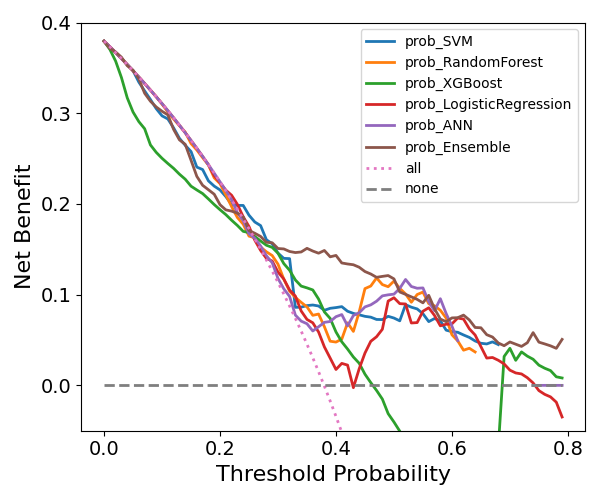 0.4
0.3
0.2
0.1
0.0
Net Benefit
prob_SVM
prob_RandomForest
prob_XGBoost
prob_LogisticRegression
prob_ANN
prob_Ensemble
all
none
0.0 0.2 0.4 0.6 0.8
Threshold Probability